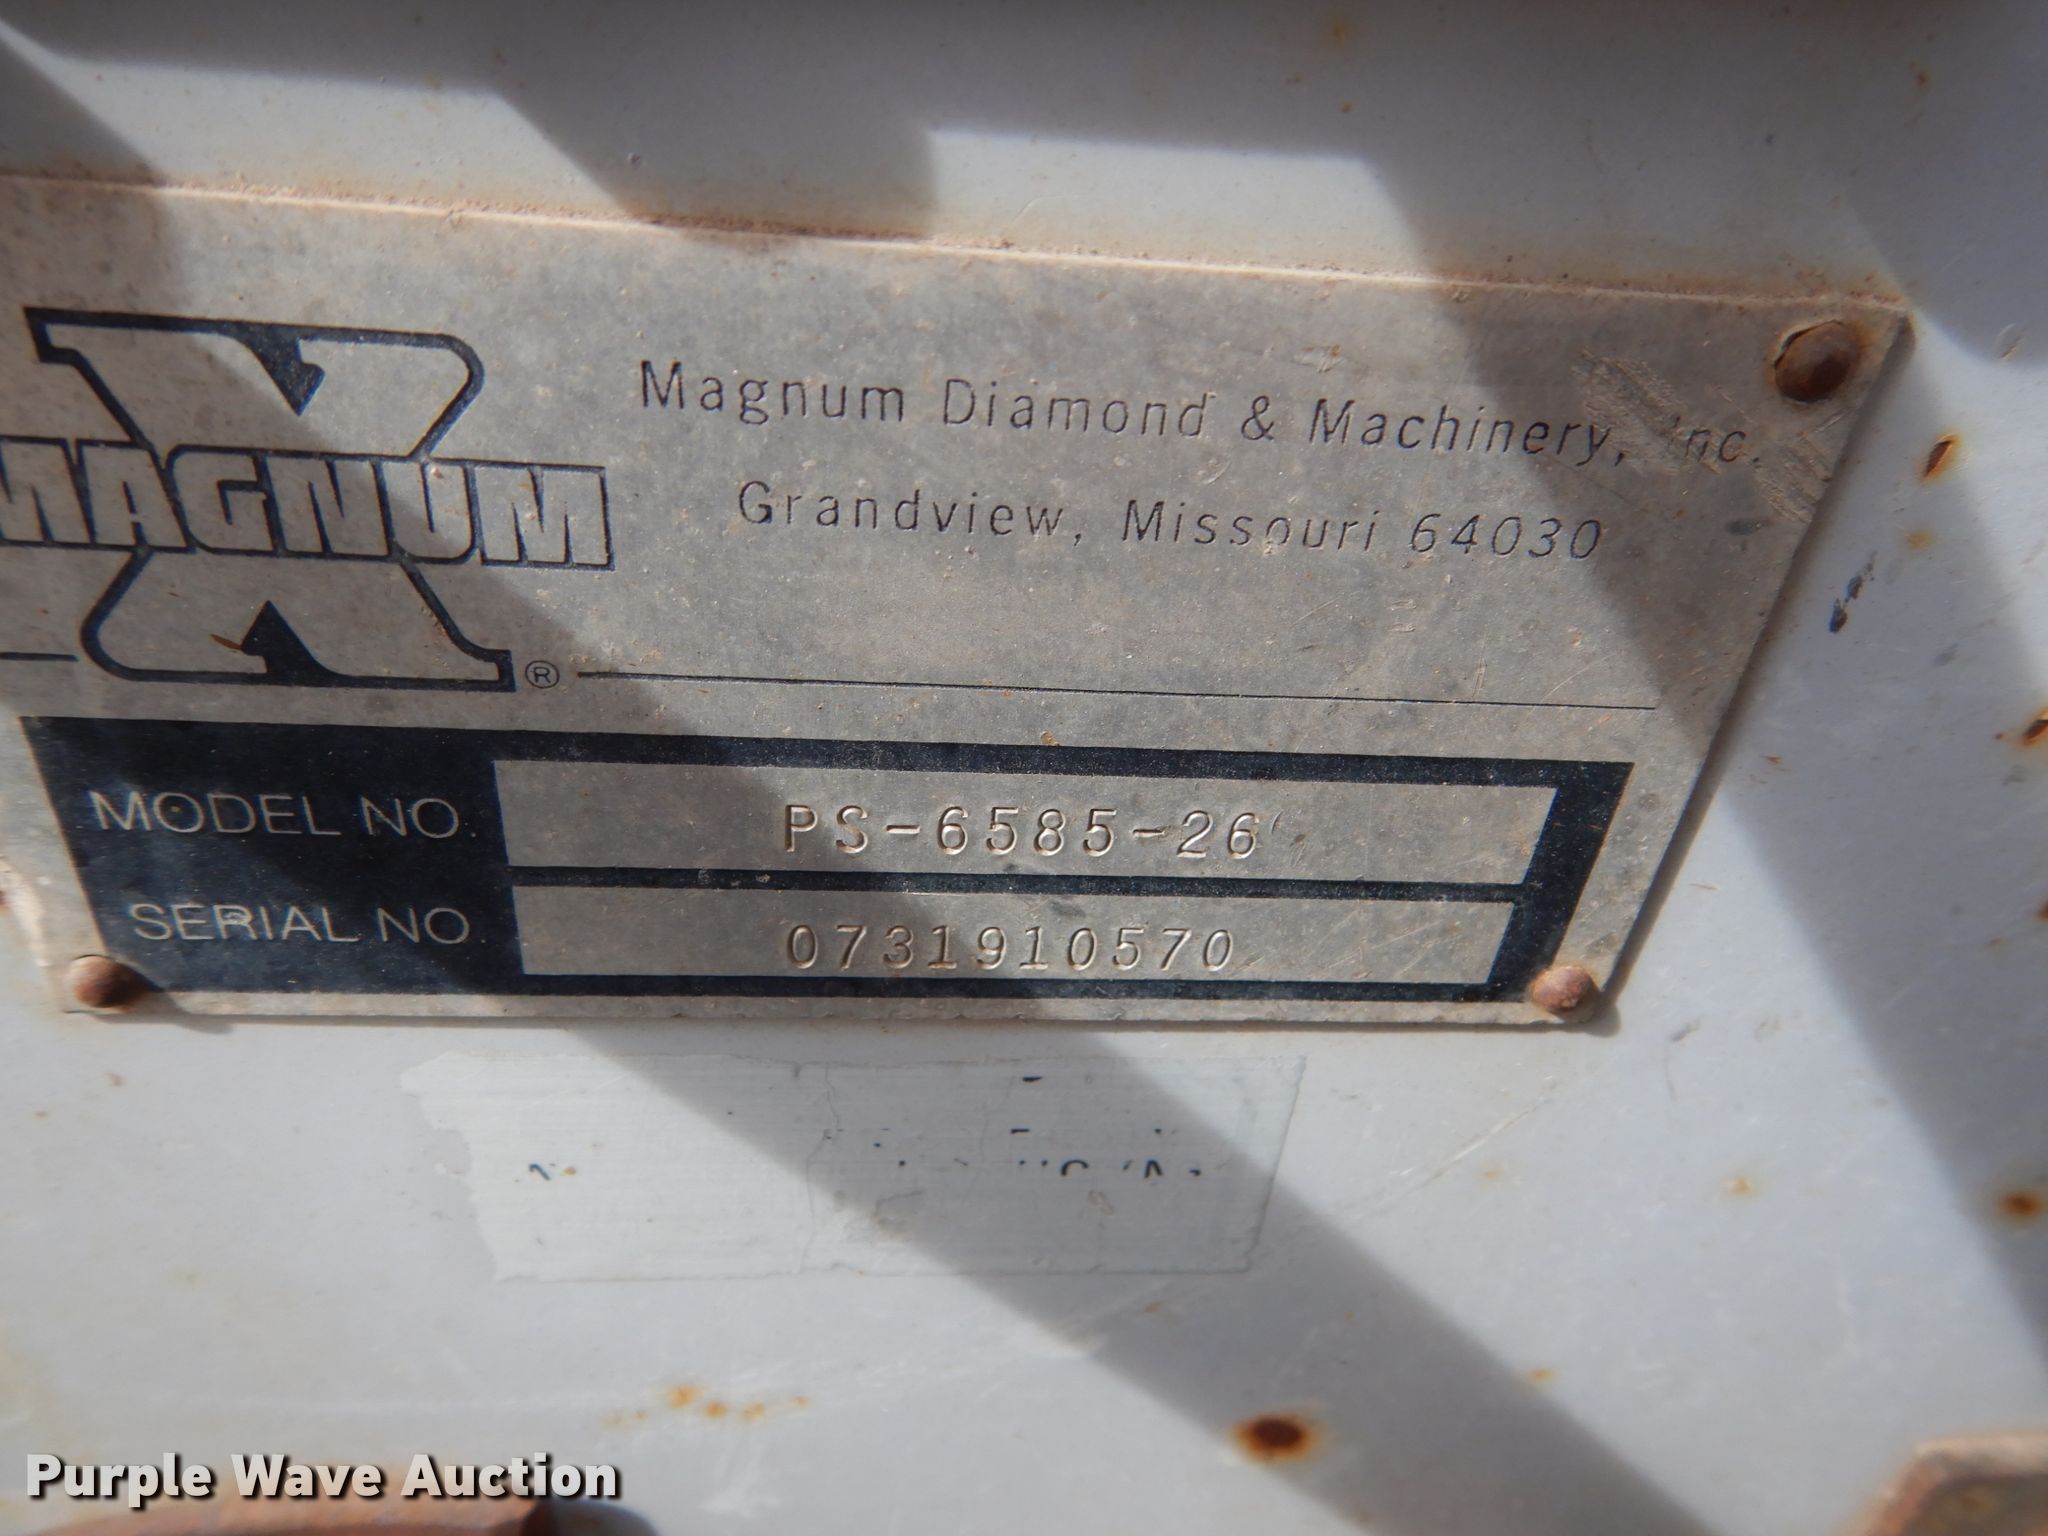 MAGNUM
®
Magnum Diamond & Machinery, Inc.
Grandview, Missouri 64030
MODEL NO. PS-6585-26
SERIAL NO. 0731910570
Purple Wave Auction